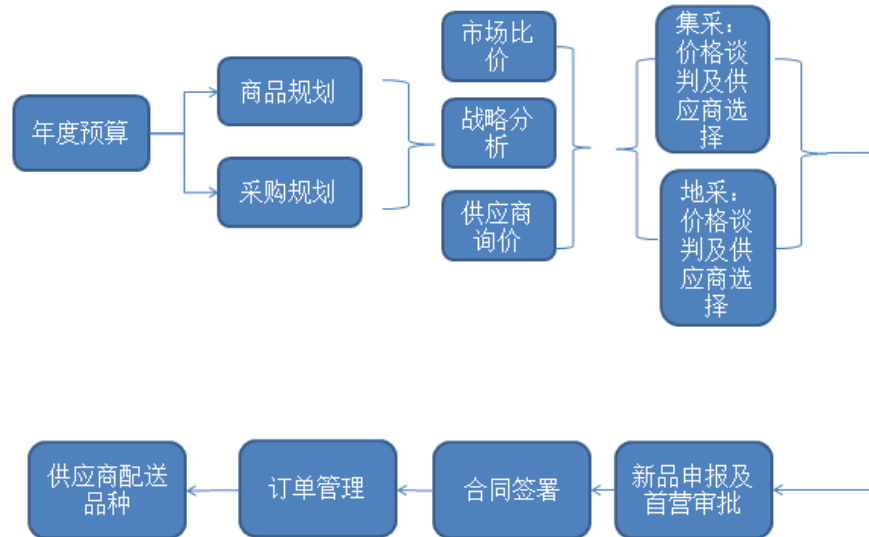 年度预算
商品规划
采购规划
市场比
价
战略分
析
供应商
询价
集采：
价格谈
判及供
应商选
择
地采：
价格谈
判及供
应商选
择
新品申报及
首营审批
合同签署
订单管理
供应商配送
品种